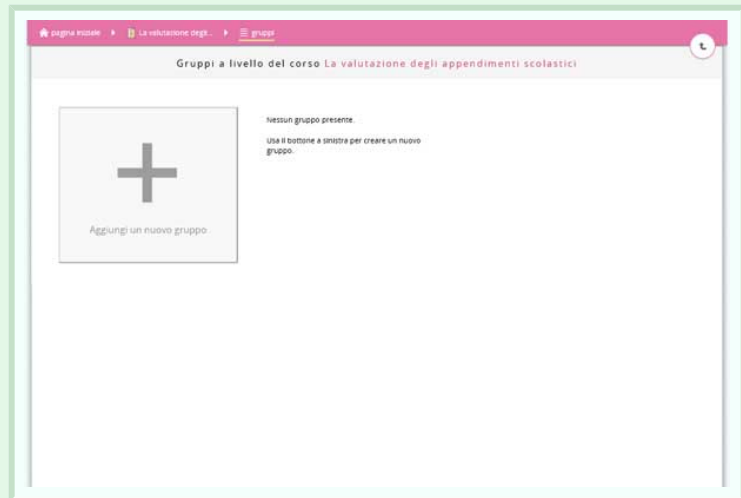 pagina iniziale La valutazione degli... gruppi
Gruppi a livello del corso La valutazione degli appendimenti scolastici
Nessun gruppo presente.
Usa il bottone a sinistra per creare un nuovo
gruppo.
Aggiungi un nuovo gruppo